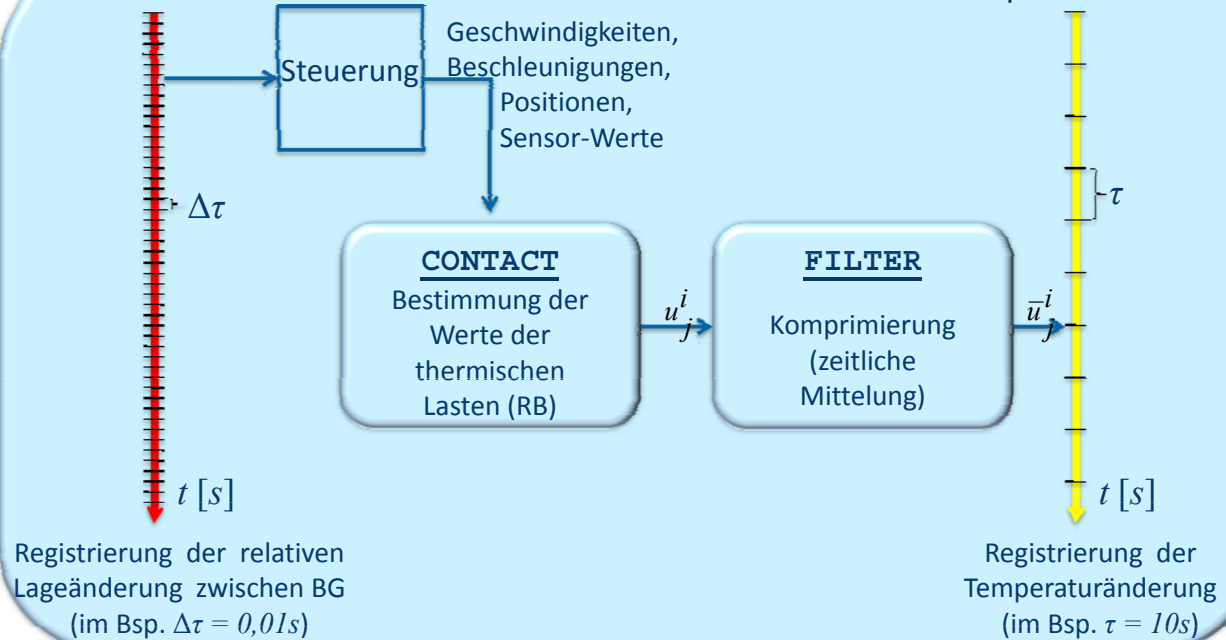 Geschwindigkeiten,
Steuerung
Beschleunigungen,
Positionen,
Sensor-Werte
Δτ
τ
CONTACT
Bestimmung der
Werte der
thermischen
Lasten (RB)
u^i_j
FILTER
Komprimierung
(zeitliche
Mittelung)
ū^i_j
t [s]
t [s]
Registrierung der relativen
Lageänderung zwischen BG
(im Bsp. Δτ = 0,01s)
Registrierung der
Temperaturänderung
(im Bsp. τ = 10s)